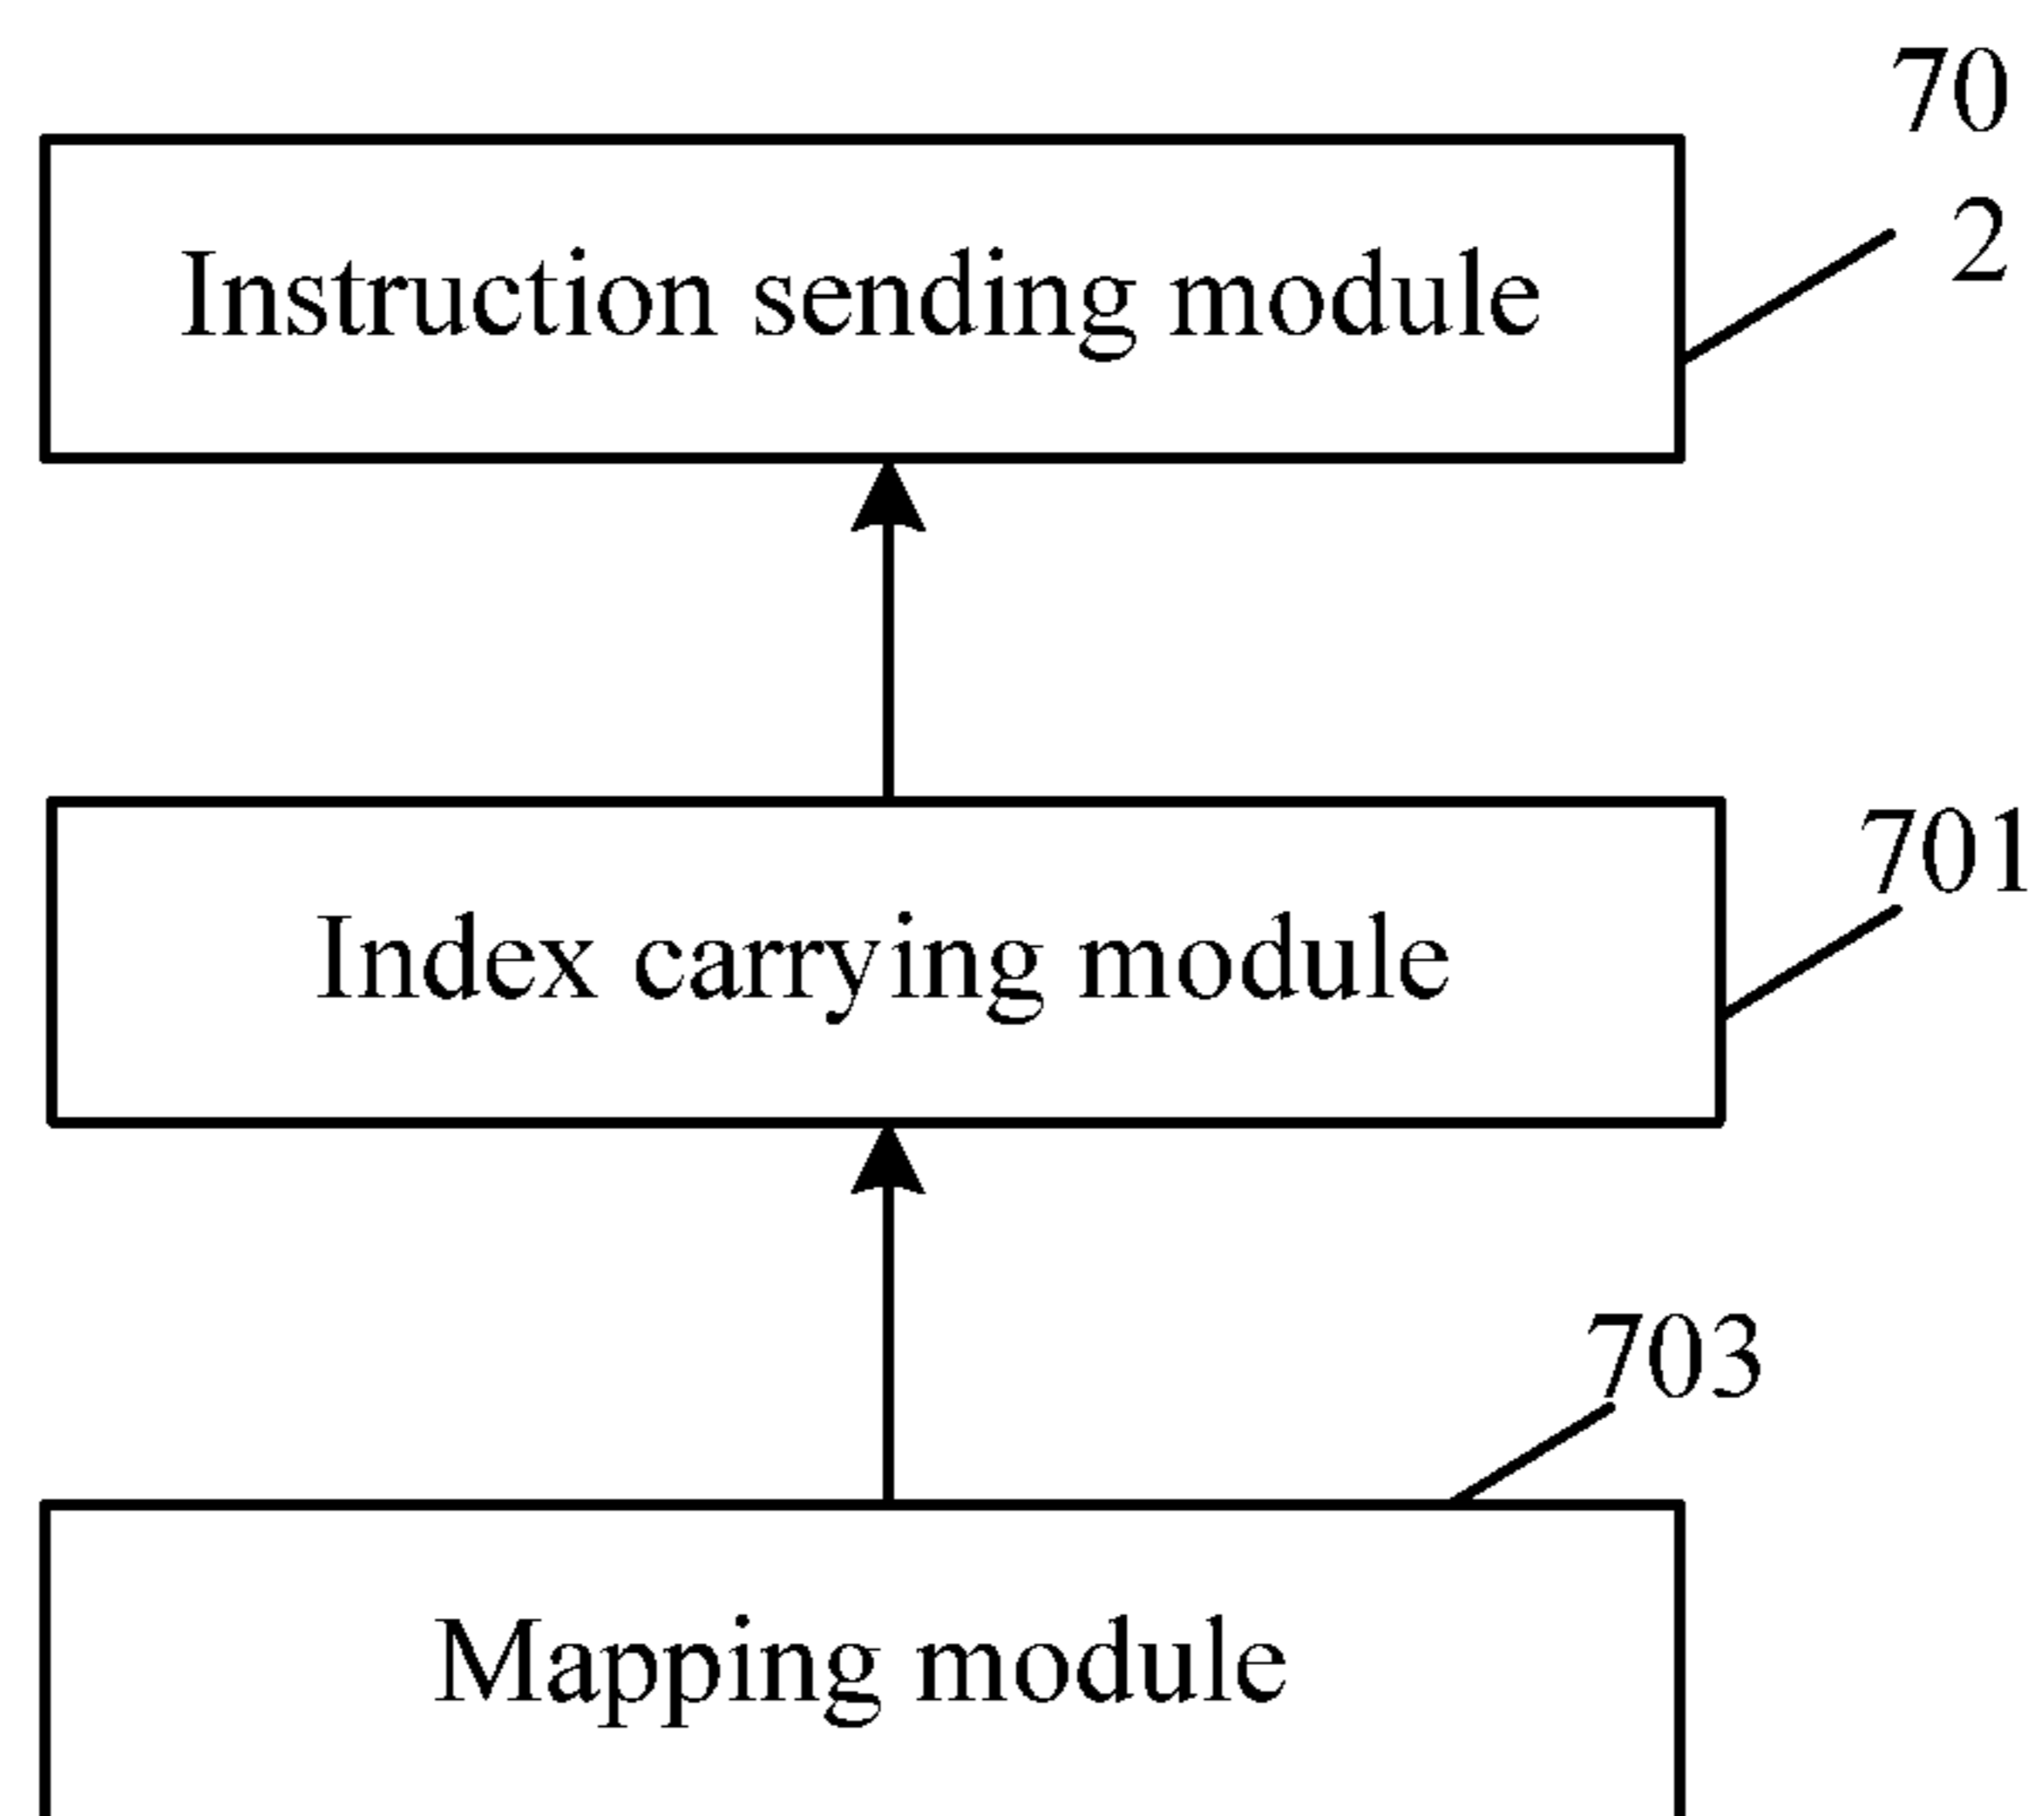 70
2
Instruction sending module
701
Index carrying module
703
Mapping module